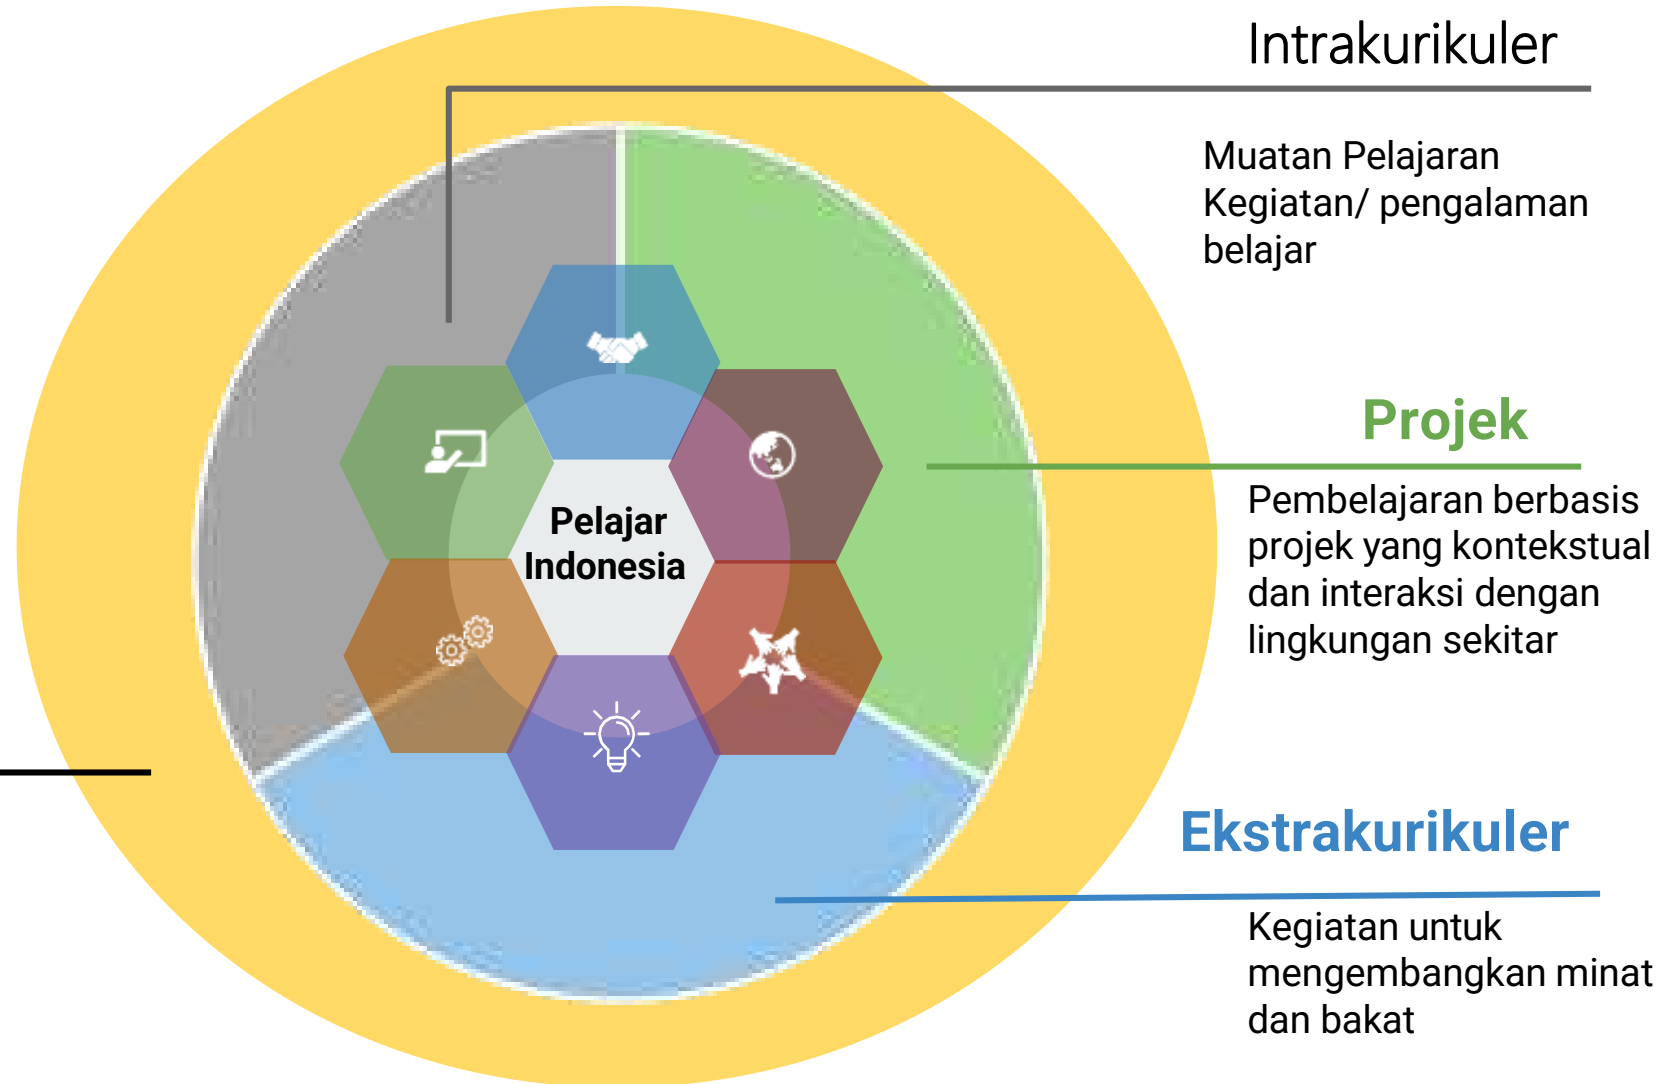 Intrakurikuler
Muatan Pelajaran
Kegiatan/ pengalaman
belajar
Projek
Pembelajaran berbasis
projek yang kontekstual
dan interaksi dengan
lingkungan sekitar
Pelajar
Indonesia
Ekstrakurikuler
Kegiatan untuk
mengembangkan minat
dan bakat